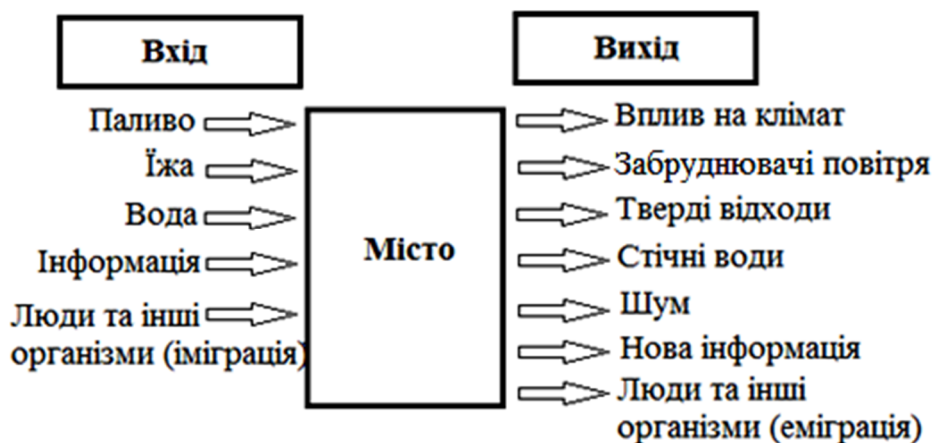 Вхід
Вихід
Паливо
Їжа
Вода
Інформація
Люди та інші
організми (іміграція)
Місто
Вплив на клімат
Забруднювачі повітря
Тверді відходи
Стічні води
Шум
Нова інформація
Люди та інші
організми (еміграція)